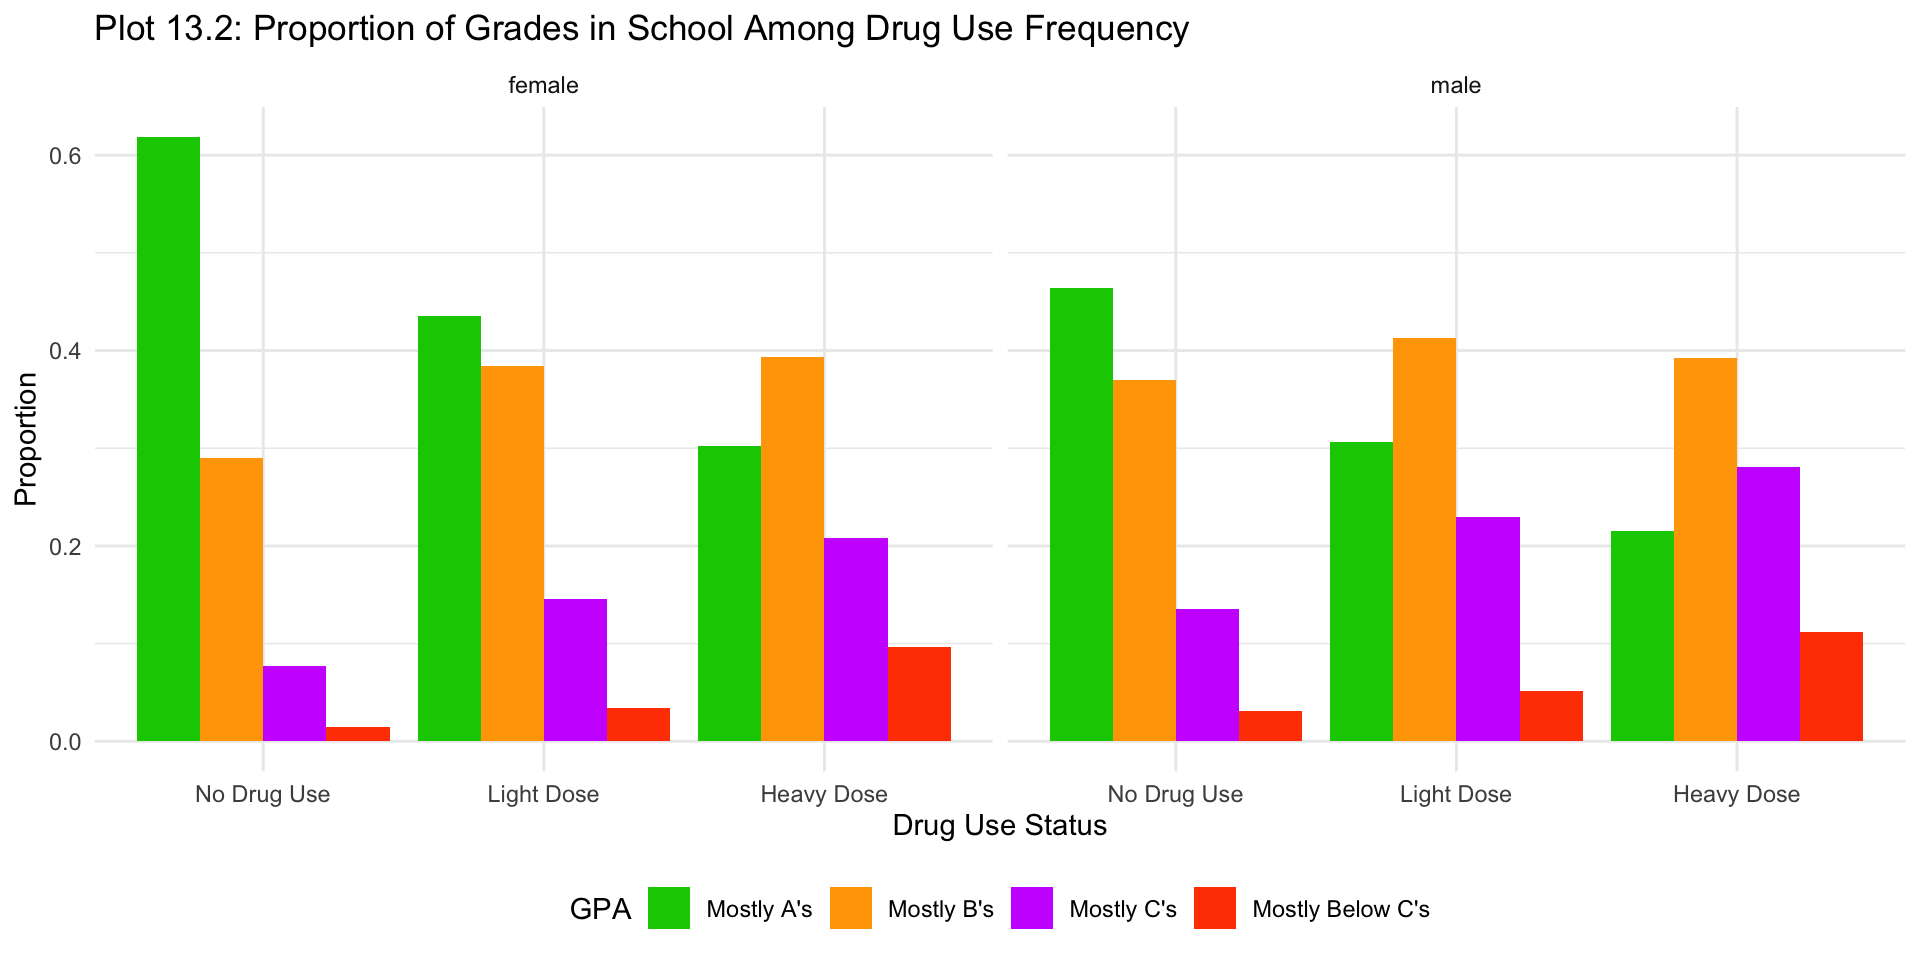 Plot 13.2: Proportion of Grades in School Among Drug Use Frequency
female
male
0.6
0.4
0.2
0.0
Proportion
No Drug Use
Light Dose
Heavy Dose
No Drug Use
Light Dose
Heavy Dose
Drug Use Status
GPA
Mostly A's
Mostly B's
Mostly C's
Mostly Below C's